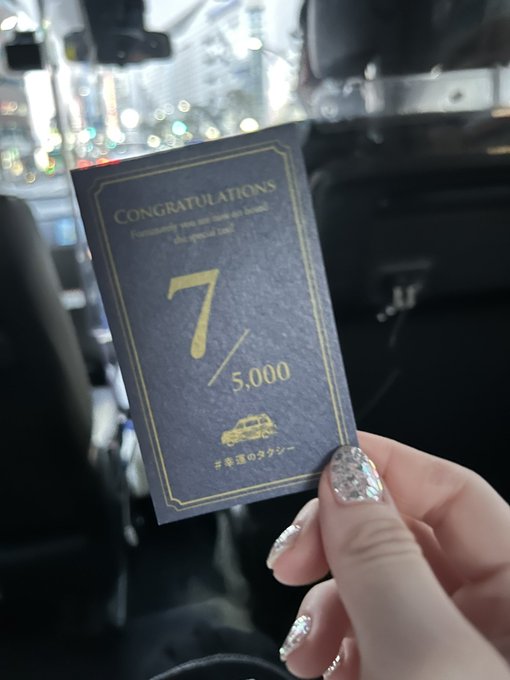 CONGRATULATIONS
Fortunately you are now on board
the special taxi!
7/5,000
#幸運のタクシー